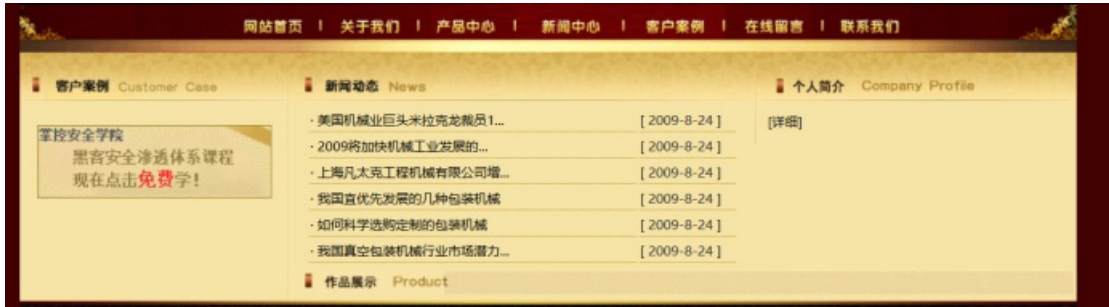 网站首页 | 关于我们 | 产品中心 | 新闻中心 | 客户案例 | 在线留言 | 联系我们
客户案例 Customer Case
掌控安全学院
黑客安全渗透体系课程
现在点击免费学！
新闻动态 News
·美国机械业巨头米拉克龙裁员1... [ 2009-8-24 ]
·2009将加快机械工业发展的... [ 2009-8-24 ]
·上海凡太克工程机械有限公司增... [ 2009-8-24 ]
·我国宜优先发展的几种包装机械 [ 2009-8-24 ]
·如何科学选购定制的包装机械 [ 2009-8-24 ]
·我国真空包装机械行业市场潜力... [ 2009-8-24 ]
作品展示 Product
个人简介 Company Profile
[详细]